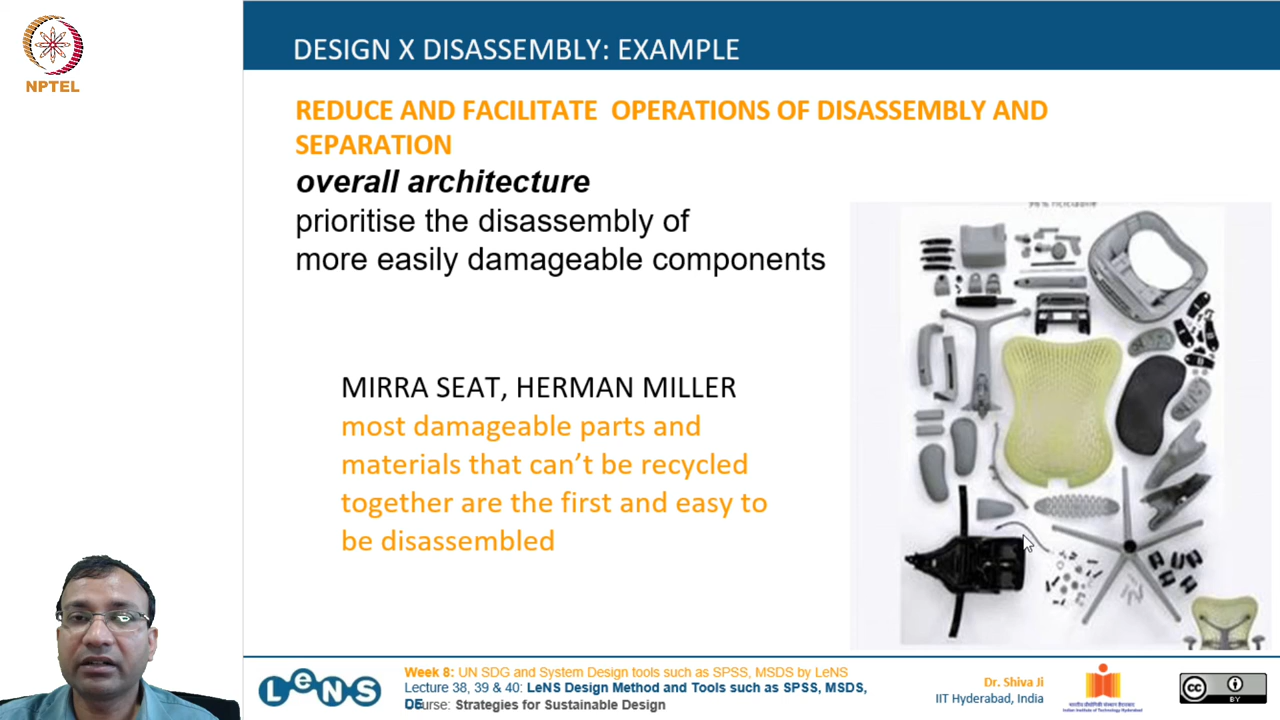 NPTEL
DESIGN X DISASSEMBLY: EXAMPLE
REDUCE AND FACILITATE OPERATIONS OF DISASSEMBLY AND
SEPARATION
overall architecture
prioritise the disassembly of
more easily damageable components
MIRRA SEAT, HERMAN MILLER
most damageable parts and
materials that can't be recycled
together are the first and easy to
be disassembled
LeNS
Week 8: UN SDG and System Design tools such as SPSS, MSDS by LeNS
Lecture 38, 39 & 40: LeNS Design Method and Tools such as SPSS, MSDS,
Course: Strategies for Sustainable Design
Dr. Shiva Ji
IIT Hyderabad, India
cc
BY